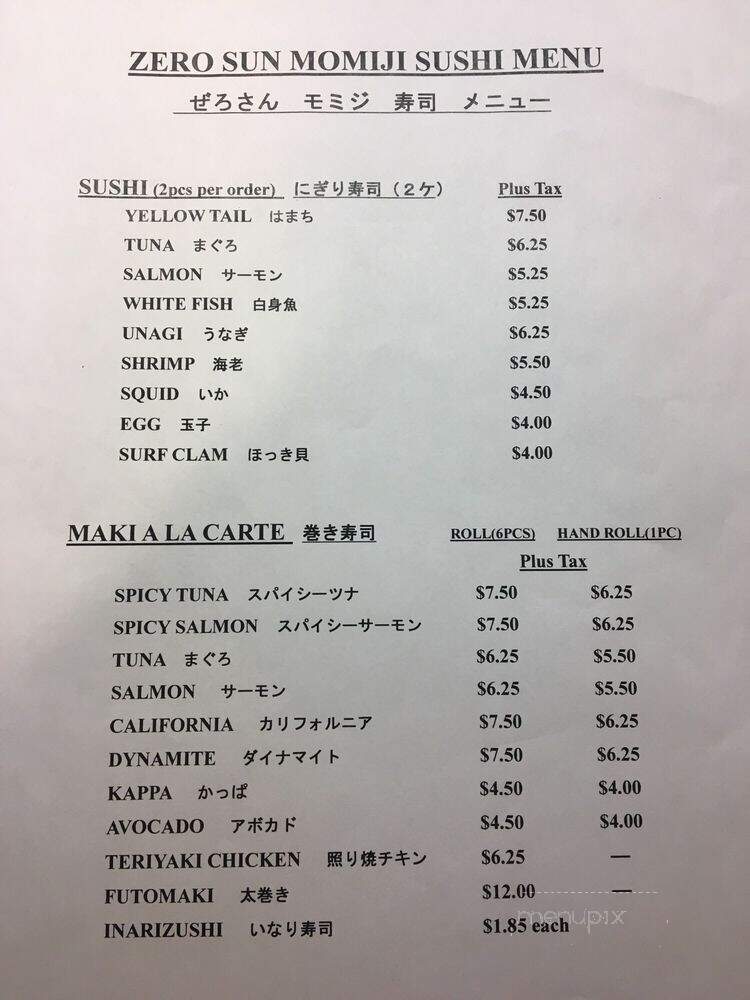 ZERO SUN MOMIJI SUSHI MENU
ぜろさん モミジ 寿司 メニュー
SUSHI (2pcs per order) にぎり寿司（２ケ） Plus Tax
YELLOW TAIL はまち $7.50
TUNA まぐろ $6.25
SALMON サーモン $5.25
WHITE FISH 白身魚 $5.25
UNAGI うなぎ $6.25
SHRIMP 海老 $5.50
SQUID いか $4.50
EGG 玉子 $4.00
SURF CLAM ほっき貝 $4.00
MAKI A LA CARTE 巻き寿司 ROLL(6PCS) HAND ROLL(1PC)
Plus Tax
SPICY TUNA スパイシーツナ $7.50 $6.25
SPICY SALMON スパイシーサーモン $7.50 $6.25
TUNA まぐろ $6.25 $5.50
SALMON サーモン $6.25 $5.50
CALIFORNIA カリフォルニア $7.50 $6.25
DYNAMITE ダイナマイト $7.50 $6.25
KAPPA かっぱ $4.50 $4.00
AVOCADO アボカド $4.50 $4.00
TERIYAKI CHICKEN 照り焼チキン $6.25 —
FUTOMAKI 太巻き $12.00 —
INARIZUSHI いなり寿司 $1.85 each
menupix